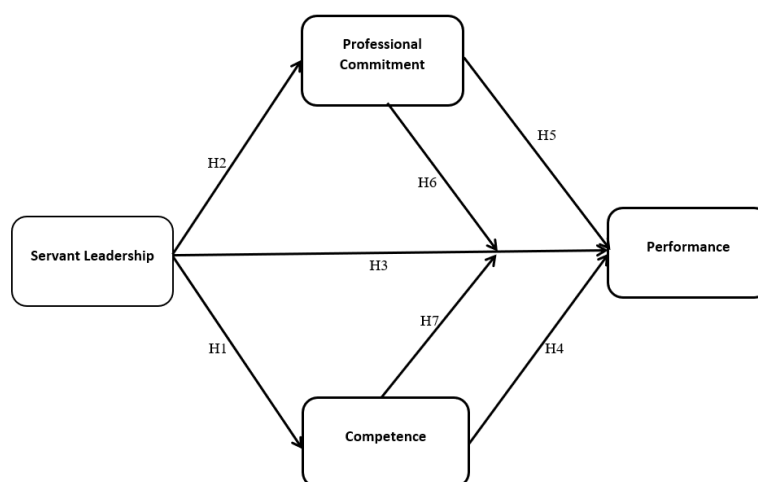 Professional
Commitment
H2
H5
H6
Servant Leadership
Performance
H3
H7
H1
H4
Competence